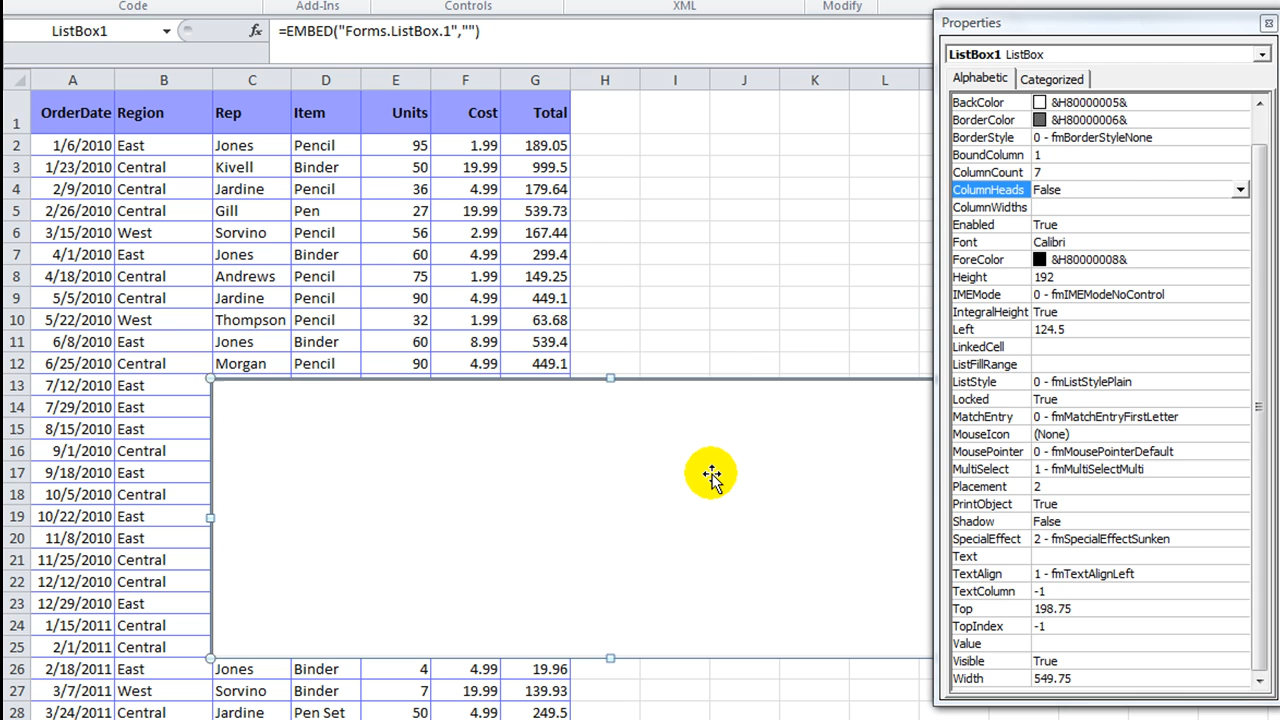 Code Add-Ins Controls XML Modify
ListBox1 fx =EMBED("Forms.ListBox.1","")
A B C D E F G H I J K L
1 OrderDate Region Rep Item Units Cost Total
2 1/6/2010 East Jones Pencil 95 1.99 189.05
3 1/23/2010 Central Kivell Binder 50 19.99 999.5
4 2/9/2010 Central Jardine Pencil 36 4.99 179.64
5 2/26/2010 Central Gill Pen 27 19.99 539.73
6 3/15/2010 West Sorvino Pencil 56 2.99 167.44
7 4/1/2010 East Jones Binder 60 4.99 299.4
8 4/18/2010 Central Andrews Pencil 75 1.99 149.25
9 5/5/2010 Central Jardine Pencil 90 4.99 449.1
10 5/22/2010 West Thompson Pencil 32 1.99 63.68
11 6/8/2010 East Jones Binder 60 8.99 539.4
12 6/25/2010 Central Morgan Pencil 90 4.99 449.1
13 7/12/2010 East
14 7/29/2010 East
15 8/15/2010 East
16 9/1/2010 Central
17 9/18/2010 East
18 10/5/2010 Central
19 10/22/2010 East
20 11/8/2010 East
21 11/25/2010 Central
22 12/12/2010 Central
23 12/29/2010 East
24 1/15/2011 Central
25 2/1/2011 Central
26 2/18/2011 East Jones Binder 4 4.99 19.96
27 3/7/2011 West Sorvino Binder 7 19.99 139.93
28 3/24/2011 Central Jardine Pen Set 50 4.99 249.5
Properties
ListBox1 ListBox
Alphabetic Categorized
BackColor &H80000005&
BorderColor &H80000006&
BorderStyle 0 - fmBorderStyleNone
BoundColumn 1
ColumnCount 7
ColumnHeads False
ColumnWidths
Enabled True
Font Calibri
ForeColor &H80000008&
Height 192
IMEMode 0 - fmIMEModeNoControl
IntegralHeight True
Left 124.5
LinkedCell
ListFillRange
ListStyle 0 - fmListStylePlain
Locked True
MatchEntry 0 - fmMatchEntryFirstLetter
MouseIcon (None)
MousePointer 0 - fmMousePointerDefault
MultiSelect 1 - fmMultiSelectMulti
Placement 2
PrintObject True
Shadow False
SpecialEffect 2 - fmSpecialEffectSunken
Text
TextAlign 1 - fmTextAlignLeft
TextColumn -1
Top 198.75
TopIndex -1
Value
Visible True
Width 549.75